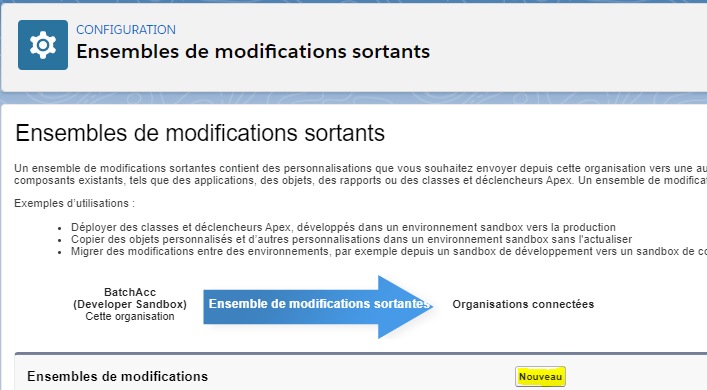 CONFIGURATION
Ensembles de modifications sortants
Ensembles de modifications sortants
Un ensemble de modifications sortantes contient des personnalisations que vous souhaitez envoyer depuis cette organisation vers une
composants existants, tels que des applications, des objets, des rapports ou des classes et déclencheurs Apex. Un ensemble de
Exemples d'utilisations :
• Déployer des classes et déclencheurs Apex, développés dans un environnement sandbox vers la production
• Copier des objets personnalisés et d'autres personnalisations dans un environnement sandbox sans l'actualiser
• Migrer des modifications entre des environnements, par exemple depuis un sandbox de développement vers un sandbox de
BatchAcc
(Developer Sandbox)
Cette organisation
Ensemble de modifications sortantes
Organisations connectées
Ensembles de modifications
Nouveau